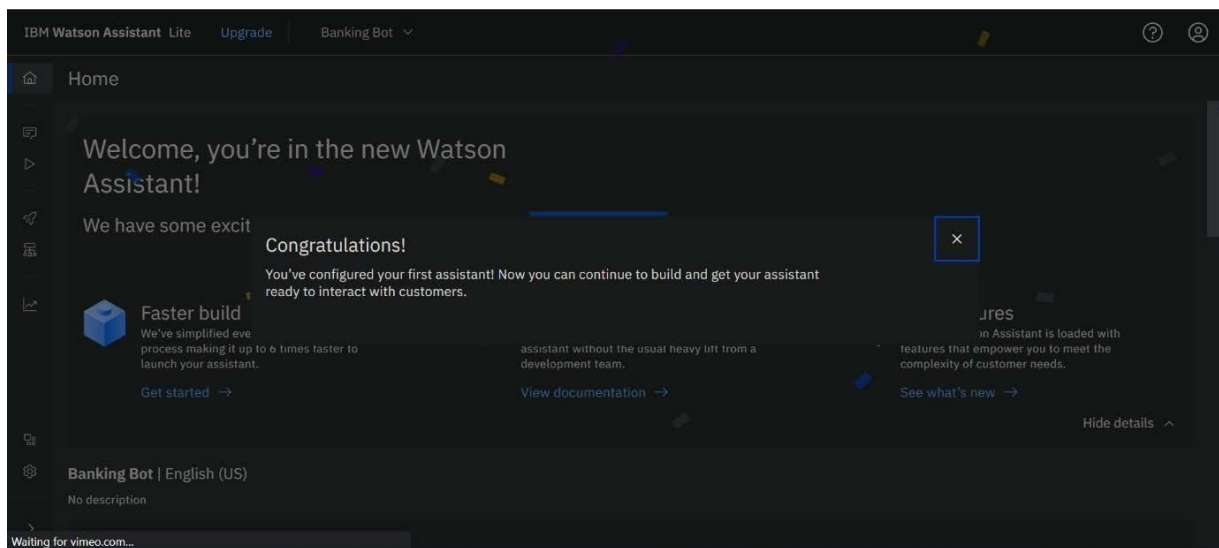 IBM Watson Assistant Lite Upgrade Banking Bot
Home
Welcome, you're in the new Watson
Assistant!
We have some excit
Congratulations!
You've configured your first assistant! Now you can continue to build and get your assistant
ready to interact with customers.
Faster build
We've simplified eve
process making it up to 6 times faster to
launch your assistant.
Get started →
assistant without the usual heavy lift from a
development team.
View documentation →
ures
on Assistant is loaded with
features that empower you to meet the
complexity of customer needs.
See what's new →
Hide details
Banking Bot | English (US)
No description
Waiting for vimeo.com...